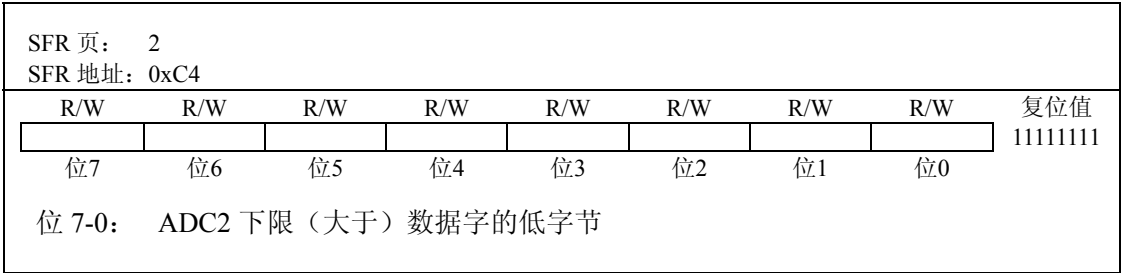 SFR 页： 2
SFR 地址：0xC4
R/W R/W R/W R/W R/W R/W R/W R/W 复位值
11111111
位7 位6 位5 位4 位3 位2 位1 位0
位 7-0： ADC2 下限（大于）数据字的低字节